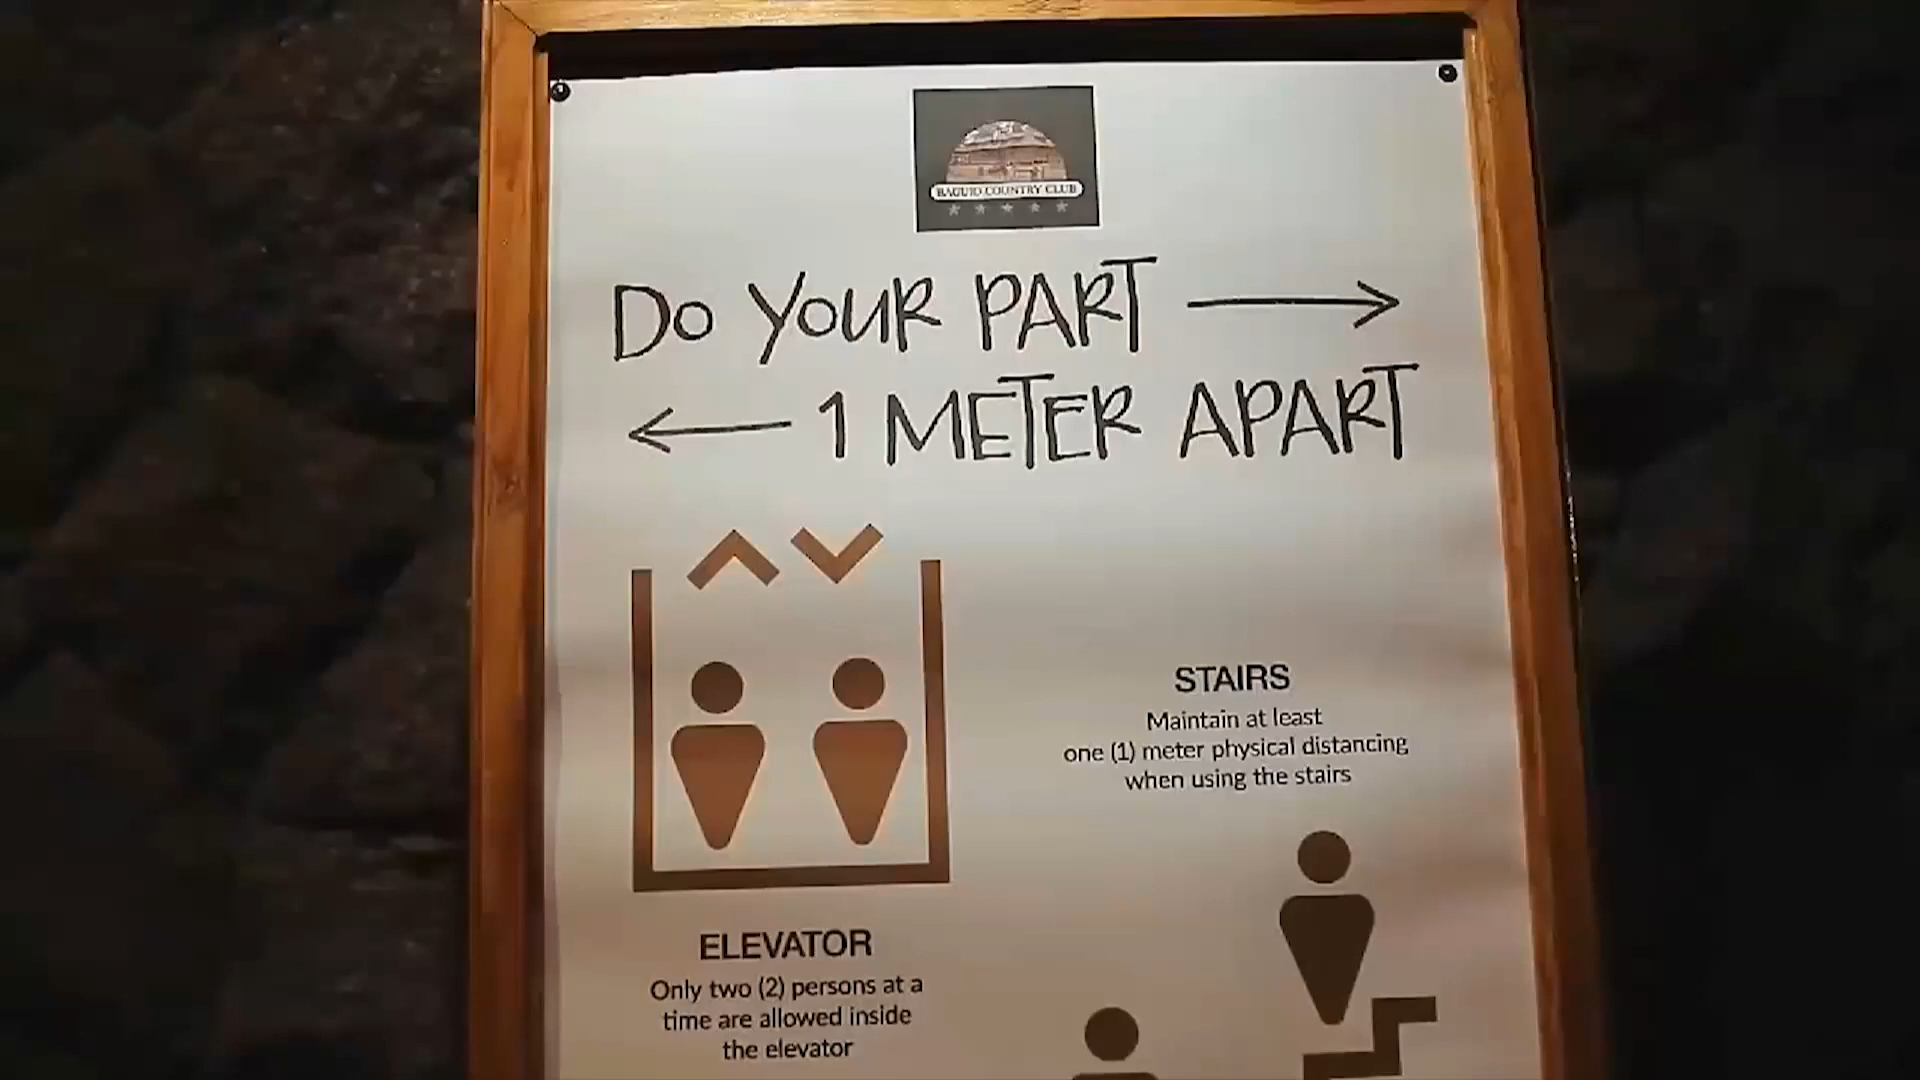 BAGUIO COUNTRY CLUB
DO YOUR PART
1 METER APART
STAIRS
Maintain at least
one (1) meter physical distancing
when using the stairs
ELEVATOR
Only two (2) persons at a
time are allowed inside
the elevator